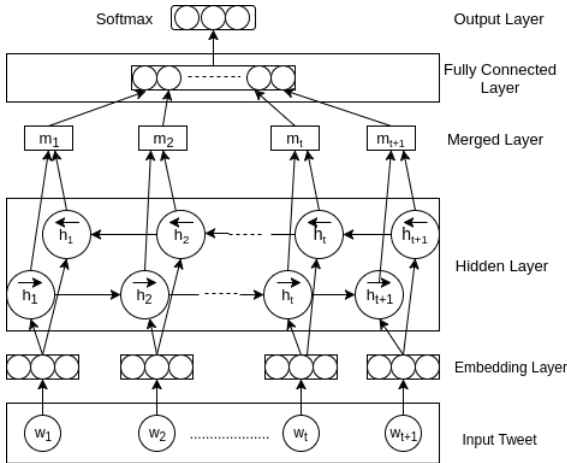 Softmax Output Layer
Fully Connected
Layer
m1 m2 mt mt+1 Merged Layer
h1 h2 ht ht+1
Hidden Layer
h1 h2 ht ht+1
Embedding Layer
w1 w2 ..................... wt wt+1 Input Tweet